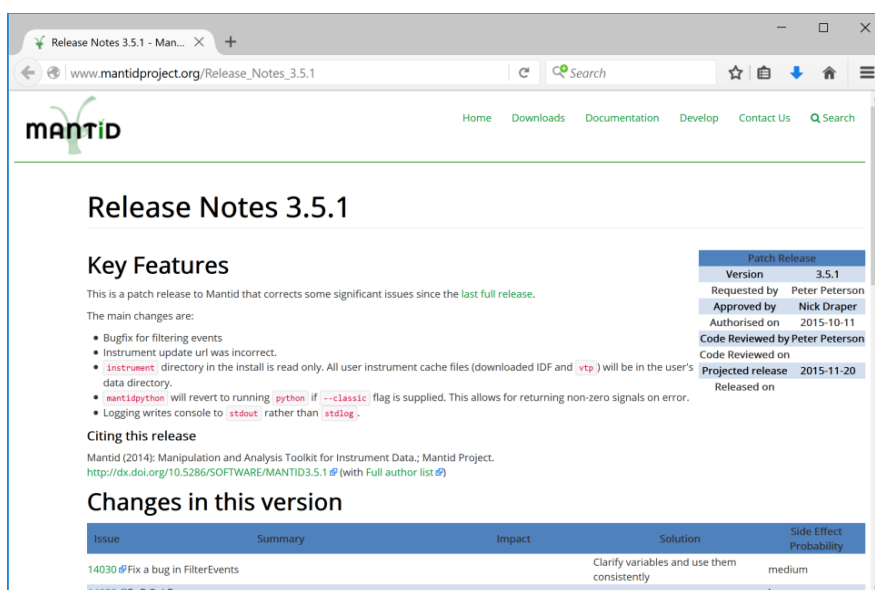 Release Notes 3.5.1 - Man...
www.mantidproject.org/Release_Notes_3.5.1
Search
MANTID
Home Downloads Documentation Develop Contact Us Search
Release Notes 3.5.1
Key Features
This is a patch release to Mantid that corrects some significant issues since the last full release.
The main changes are:
Bugfix for filtering events
Instrument update url was incorrect.
instrument directory in the install is read only. All user instrument cache files (downloaded IDF and vtp) will be in the user's
data directory.
mantidpython will revert to running python if --classic flag is supplied. This allows for returning non-zero signals on error.
Logging writes console to stdout rather than stdlog.
Patch Release
Version 3.5.1
Requested by Peter Peterson
Approved by Nick Draper
Authorised on 2015-10-11
Code Reviewed by Peter Peterson
Code Reviewed on
Projected release 2015-11-20
Released on
Citing this release
Mantid (2014): Manipulation and Analysis Toolkit for Instrument Data.; Mantid Project.
http://dx.doi.org/10.5286/SOFTWARE/MANTID3.5.1 (with Full author list)
Changes in this version
Issue Summary Impact Solution Side Effect
Probability
14030 Fix a bug in FilterEvents Clarify variables and use them
consistently medium